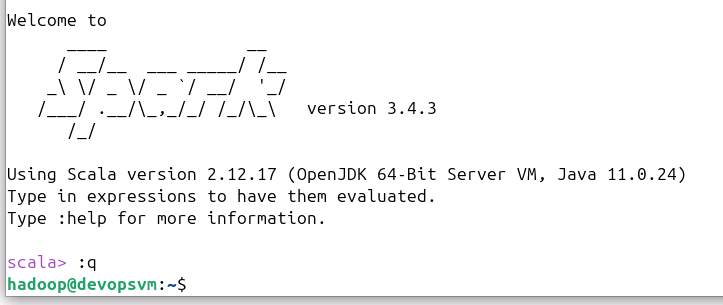 Welcome to
      ____              __
     / __/__  ___ _____/ /__
    _\ \/ _ \/ _ `/ __/  '_/
   /___/ .__/\_,_/_/ /_/\_\   version 3.4.3
      /_/
Using Scala version 2.12.17 (OpenJDK 64-Bit Server VM, Java 11.0.24)
Type in expressions to have them evaluated.
Type :help for more information.
scala> :q
hadoop@devopsvm:~$